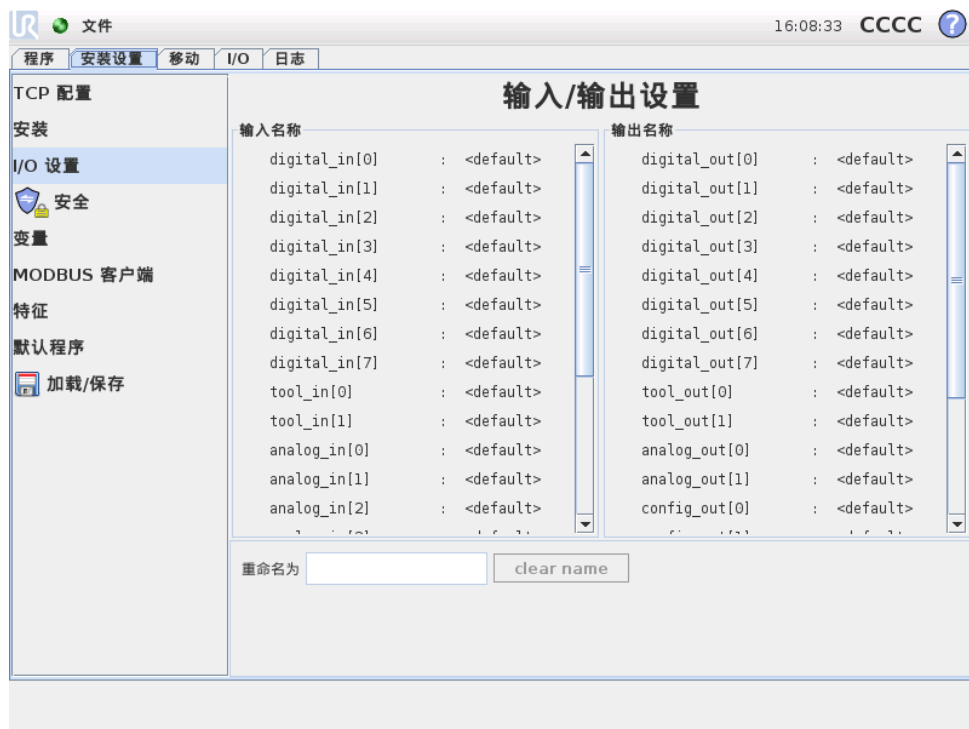 UR 文件 16:08:33 CCCC ?
程序 安装设置 移动 I/O 日志
TCP 配置
安装
I/O 设置
安全
变量
MODBUS 客户端
特征
默认程序
加载/保存
输入/输出设置
输入名称
digital_in[0] : <default>
digital_in[1] : <default>
digital_in[2] : <default>
digital_in[3] : <default>
digital_in[4] : <default>
digital_in[5] : <default>
digital_in[6] : <default>
digital_in[7] : <default>
tool_in[0] : <default>
tool_in[1] : <default>
analog_in[0] : <default>
analog_in[1] : <default>
analog_in[2] : <default>
输出名称
digital_out[0] : <default>
digital_out[1] : <default>
digital_out[2] : <default>
digital_out[3] : <default>
digital_out[4] : <default>
digital_out[5] : <default>
digital_out[6] : <default>
digital_out[7] : <default>
tool_out[0] : <default>
tool_out[1] : <default>
analog_out[0] : <default>
analog_out[1] : <default>
config_out[0] : <default>
重命名为 clear name